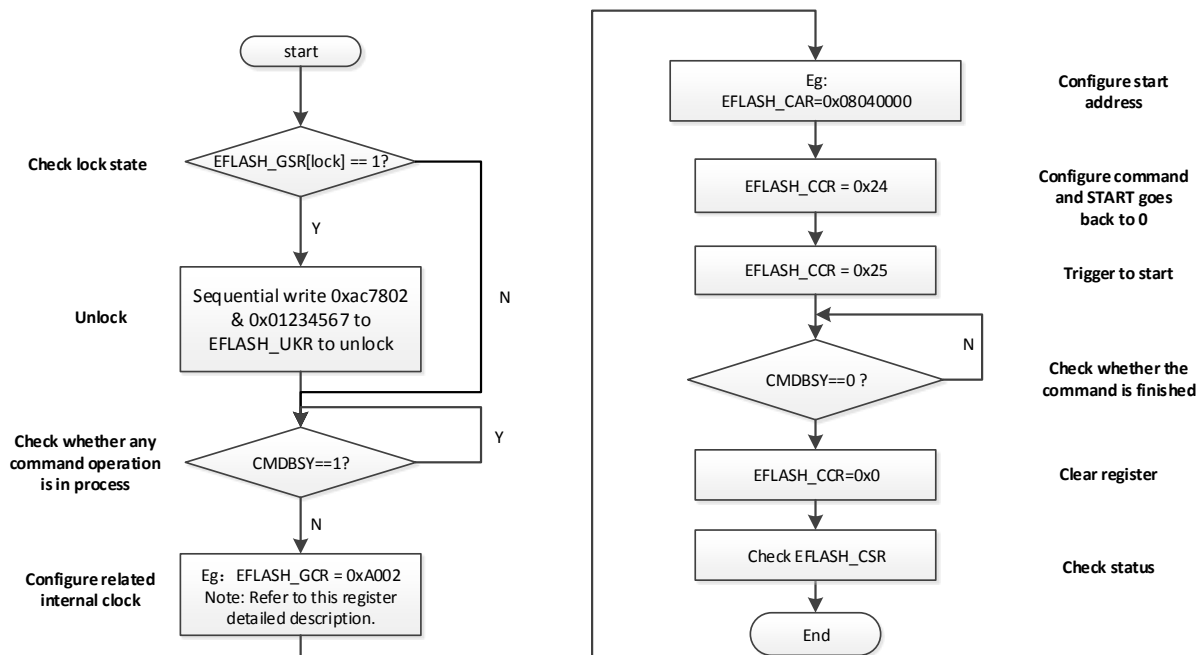 start
Check lock state
EFLASH_GSR[lock] == 1?
Y
N
Unlock
Sequential write 0xac7802
& 0x01234567 to
EFLASH_UKR to unlock
Check whether any
command operation
is in process
CMDBSY==1?
Y
N
Configure related
internal clock
Eg: EFLASH_GCR = 0xA002
Note: Refer to this register
detailed description.
Eg:
EFLASH_CAR=0x08040000
Configure start
address
EFLASH_CCR = 0x24
Configure command
and START goes
back to 0
EFLASH_CCR = 0x25
Trigger to start
N
CMDBSY==0 ?
Check whether the
command is finished
EFLASH_CCR=0x0
Clear register
Check EFLASH_CSR
Check status
End